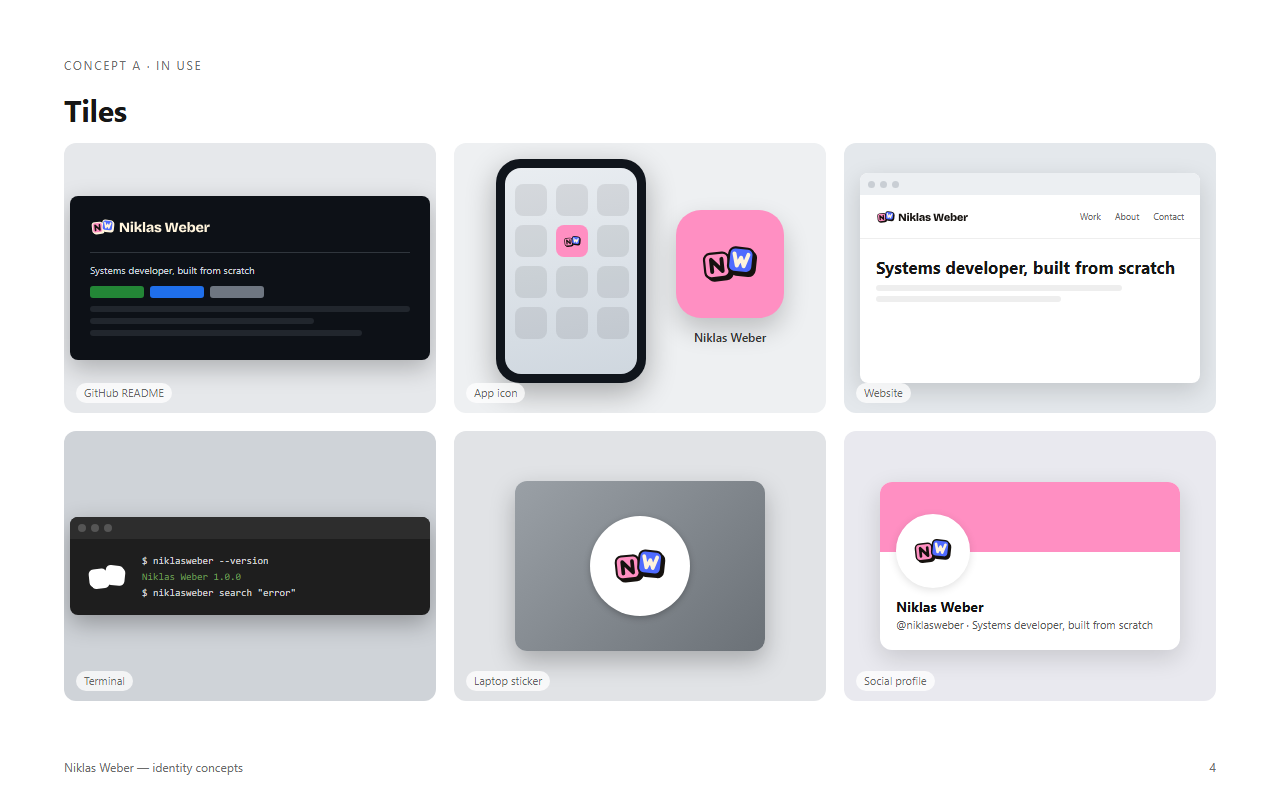 CONCEPT A · IN USE
Tiles
NW Niklas Weber
Systems developer, built from scratch
GitHub README
NW
NW
Niklas Weber
App icon
NW Niklas Weber
Work About Contact
Systems developer, built from scratch
Website
$ niklasweber --version
Niklas Weber 1.0.0
$ niklasweber search "error"
Terminal
NW
Laptop sticker
NW
Niklas Weber
@niklasweber · Systems developer, built from scratch
Social profile
Niklas Weber — identity concepts
4